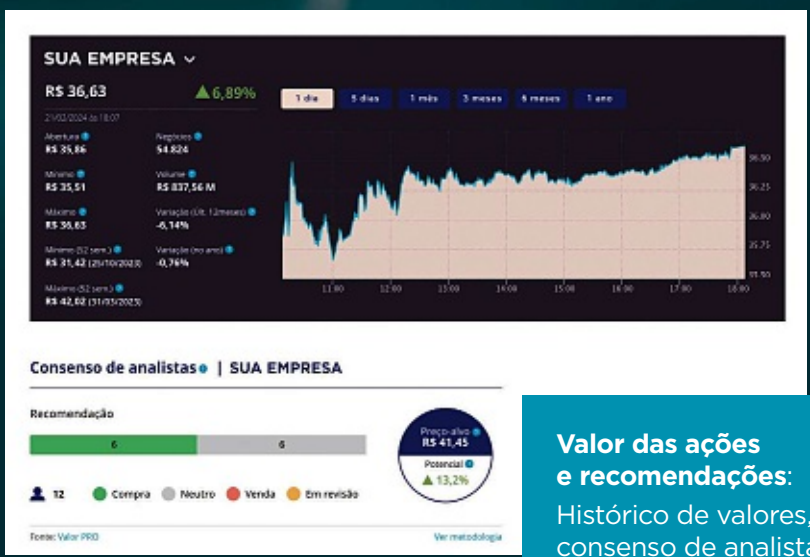 SUA EMPRESA
R$ 36,63 6,89%
1 dia 5 dias 1 mês 3 meses 6 meses 1 ano
21/02/2024 às 18:07
Abertura Negócios
R$ 35,86 54.824
Mínimo Volume
R$ 35,51 R$ 837,56 M
Máximo Variação (Últ. 12meses)
R$ 36,63 -6,14%
Mínimo (52 sem.) Variação (no ano)
R$ 31,42 (25/10/2023) -0,76%
Máximo (52 sem.)
R$ 42,02 (31/03/2023)
36.50
36.25
36.00
35.75
35.50
11:00 12:00 13:00 14:00 15:00 16:00 17:00 18:00
Consenso de analistas | SUA EMPRESA
Recomendação
6 6
12 Compra Neutro Venda Em revisão
Preço-alvo
R$ 41,45
Potencial
13,2%
Fonte: Valor PRO Ver metodologia
Valor das ações
e recomendações:
Histórico de valores,
consenso de analista